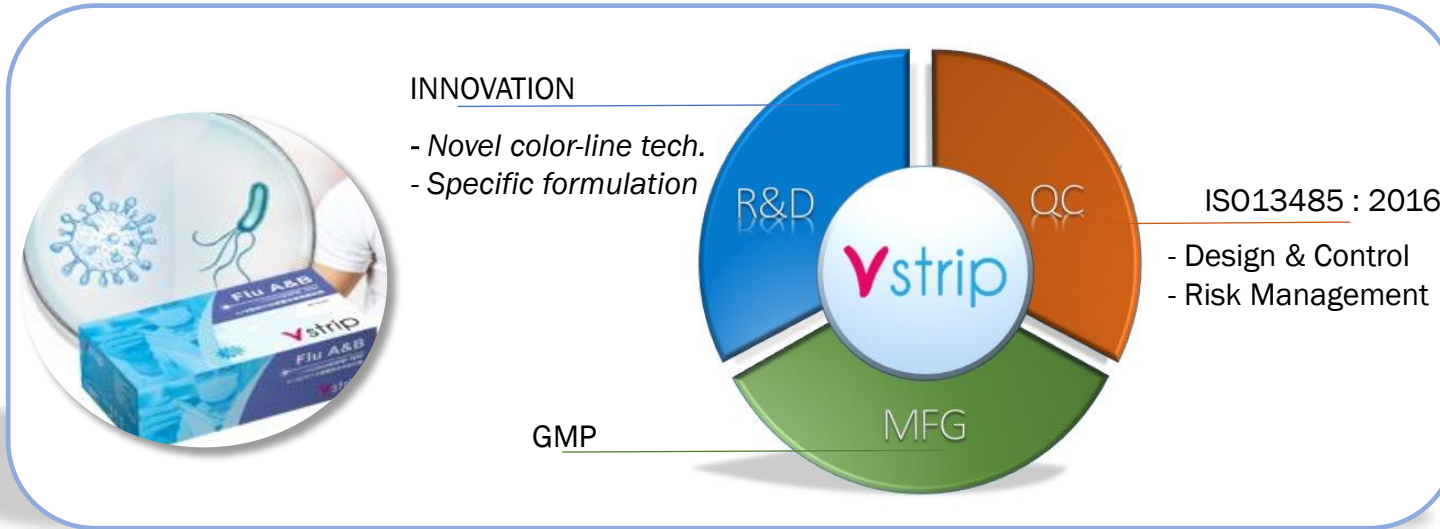 INNOVATION
- Novel color-line tech.
- Specific formulation
R&D
QC
ISO13485 : 2016
- Design & Control
- Risk Management
Vstrip
MFG
GMP
Flu A&B
Vstrip
Flu A&B